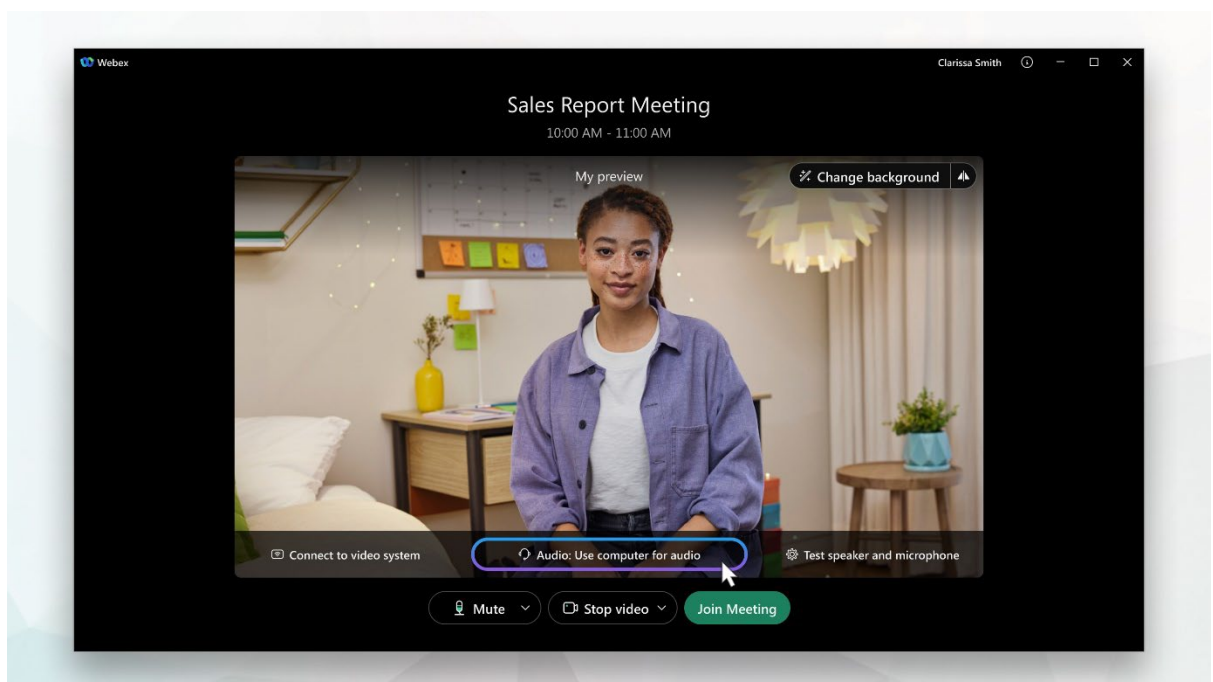 Webex
Clarissa Smith
Sales Report Meeting
10:00 AM - 11:00 AM
My preview
Change background
Connect to video system
Audio: Use computer for audio
Test speaker and microphone
Mute
Stop video
Join Meeting